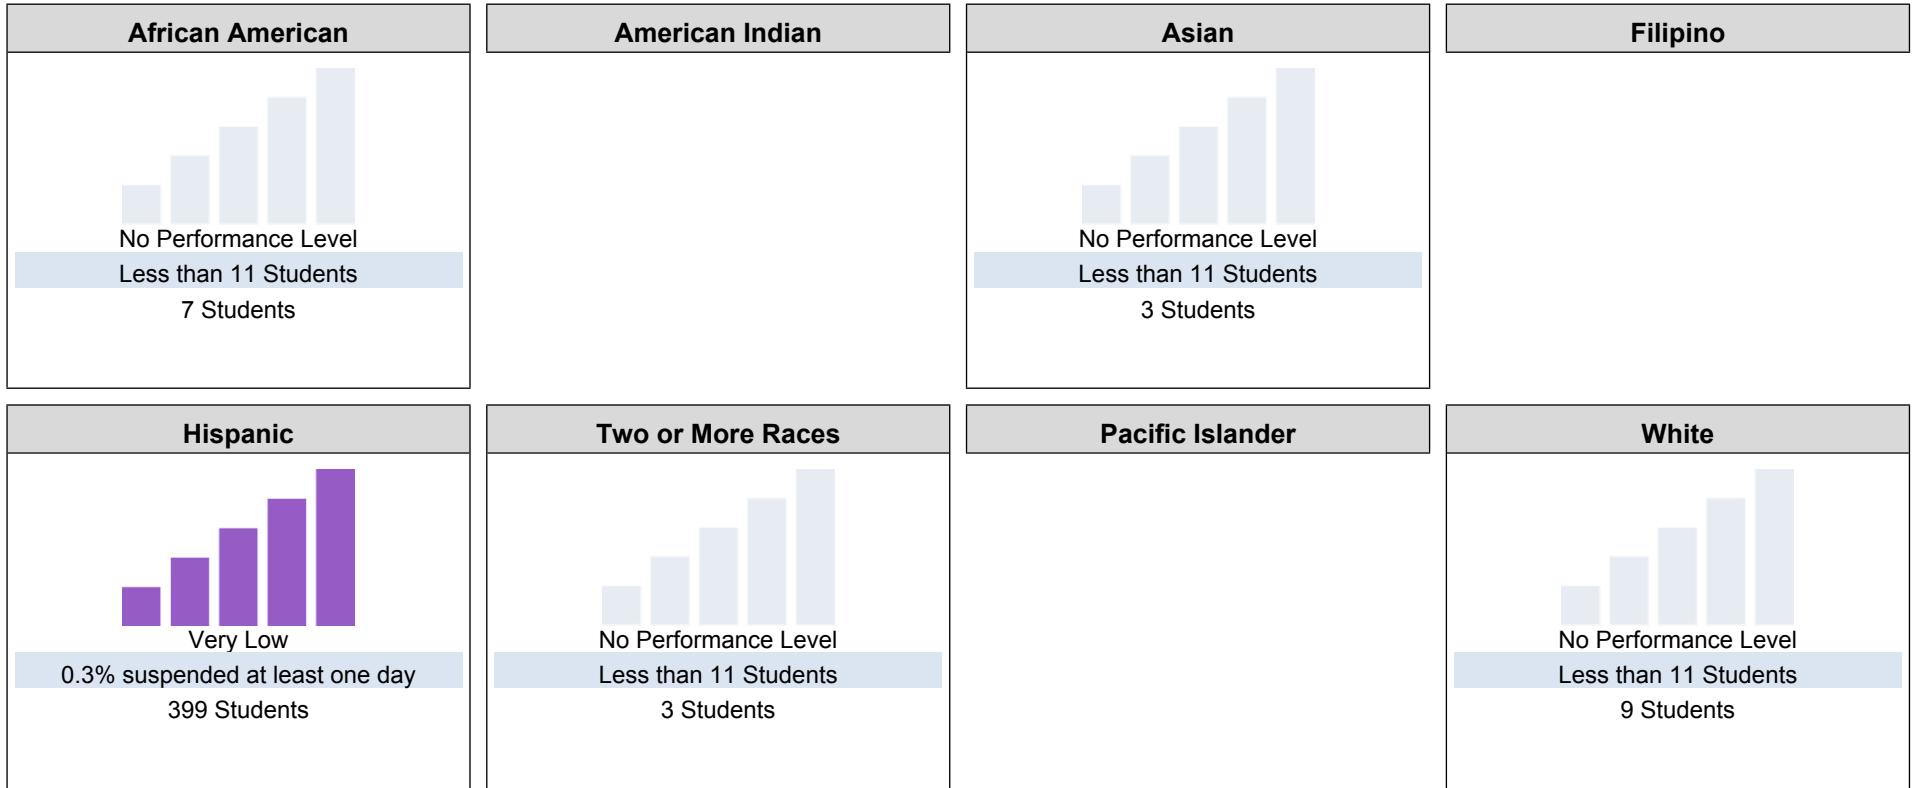 African American
No Performance Level
Less than 11 Students
7 Students
American Indian
Asian
No Performance Level
Less than 11 Students
3 Students
Filipino
Hispanic
Very Low
0.3% suspended at least one day
399 Students
Two or More Races
No Performance Level
Less than 11 Students
3 Students
Pacific Islander
White
No Performance Level
Less than 11 Students
9 Students